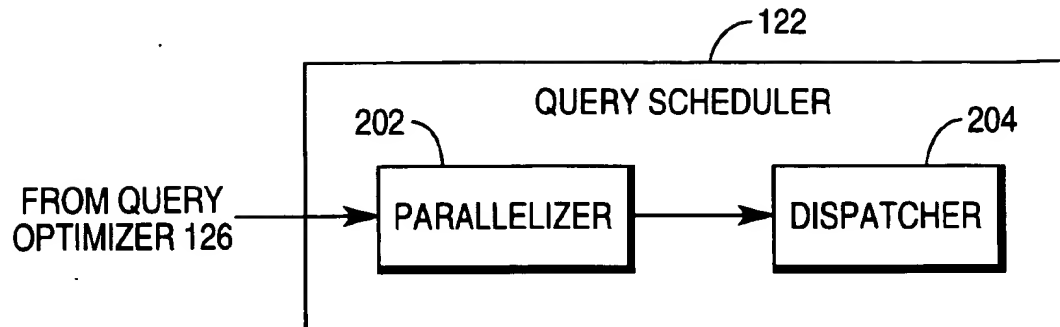 122
QUERY SCHEDULER
202
204
FROM QUERY
OPTIMIZER 126
PARALLELIZER
DISPATCHER